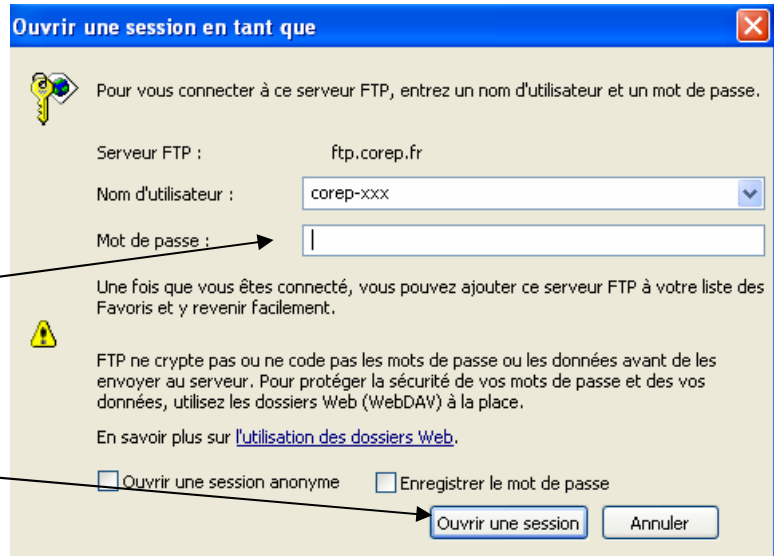 Ouvrir une session en tant que
Pour vous connecter à ce serveur FTP, entrez un nom d'utilisateur et un mot de passe.
Serveur FTP : ftp.corep.fr
Nom d'utilisateur : corep-xxx
Mot de passe :
Une fois que vous êtes connecté, vous pouvez ajouter ce serveur FTP à votre liste des
Favoris et y revenir facilement.
FTP ne crypte pas ou ne code pas les mots de passe ou les données avant de les
envoyer au serveur. Pour protéger la sécurité de vos mots de passe et des vos
données, utilisez les dossiers Web (WebDAV) à la place.
En savoir plus sur l'utilisation des dossiers Web.
Ouvrir une session anonyme Enregistrer le mot de passe
Ouvrir une session Annuler